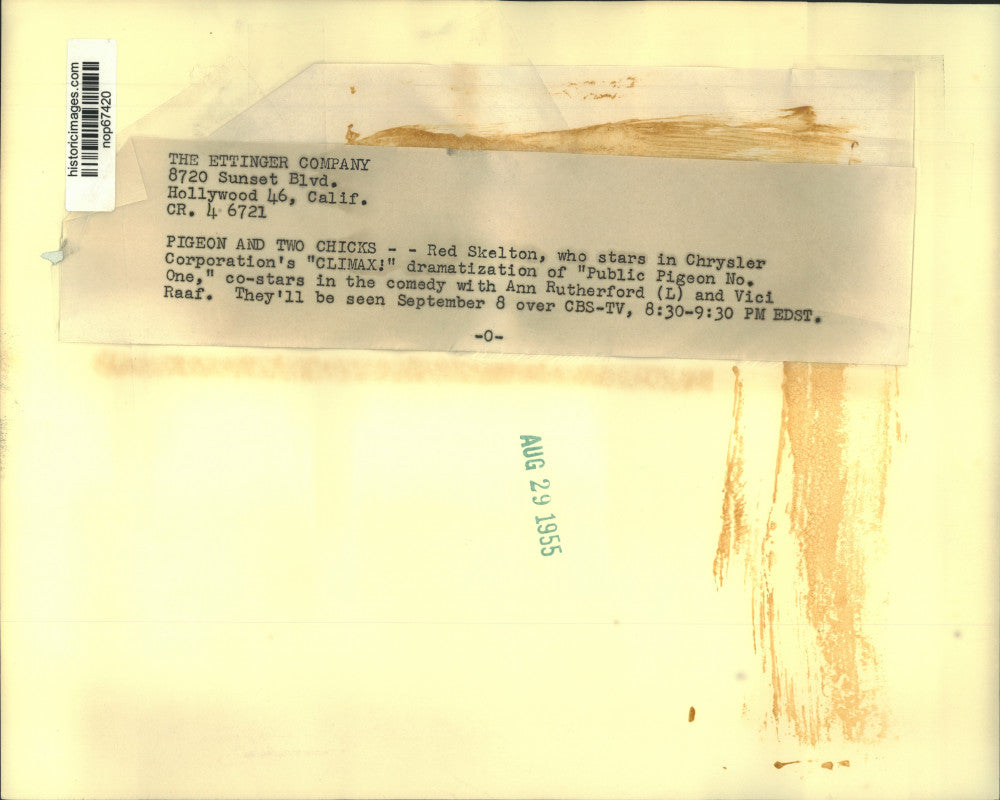 historicimages.com
nop67420
THE ETTINGER COMPANY
8720 Sunset Blvd.
Hollywood 46, Calif.
CR. 4 6721
PIGEON AND TWO CHICKS - - Red Skelton, who stars in Chrysler
Corporation's "CLIMAX!" dramatization of "Public Pigeon No.
One," co-stars in the comedy with Ann Rutherford (L) and Vici
Raaf. They'll be seen September 8 over CBS-TV, 8:30-9:30 PM EDST.
-0-
AUG 29 1955